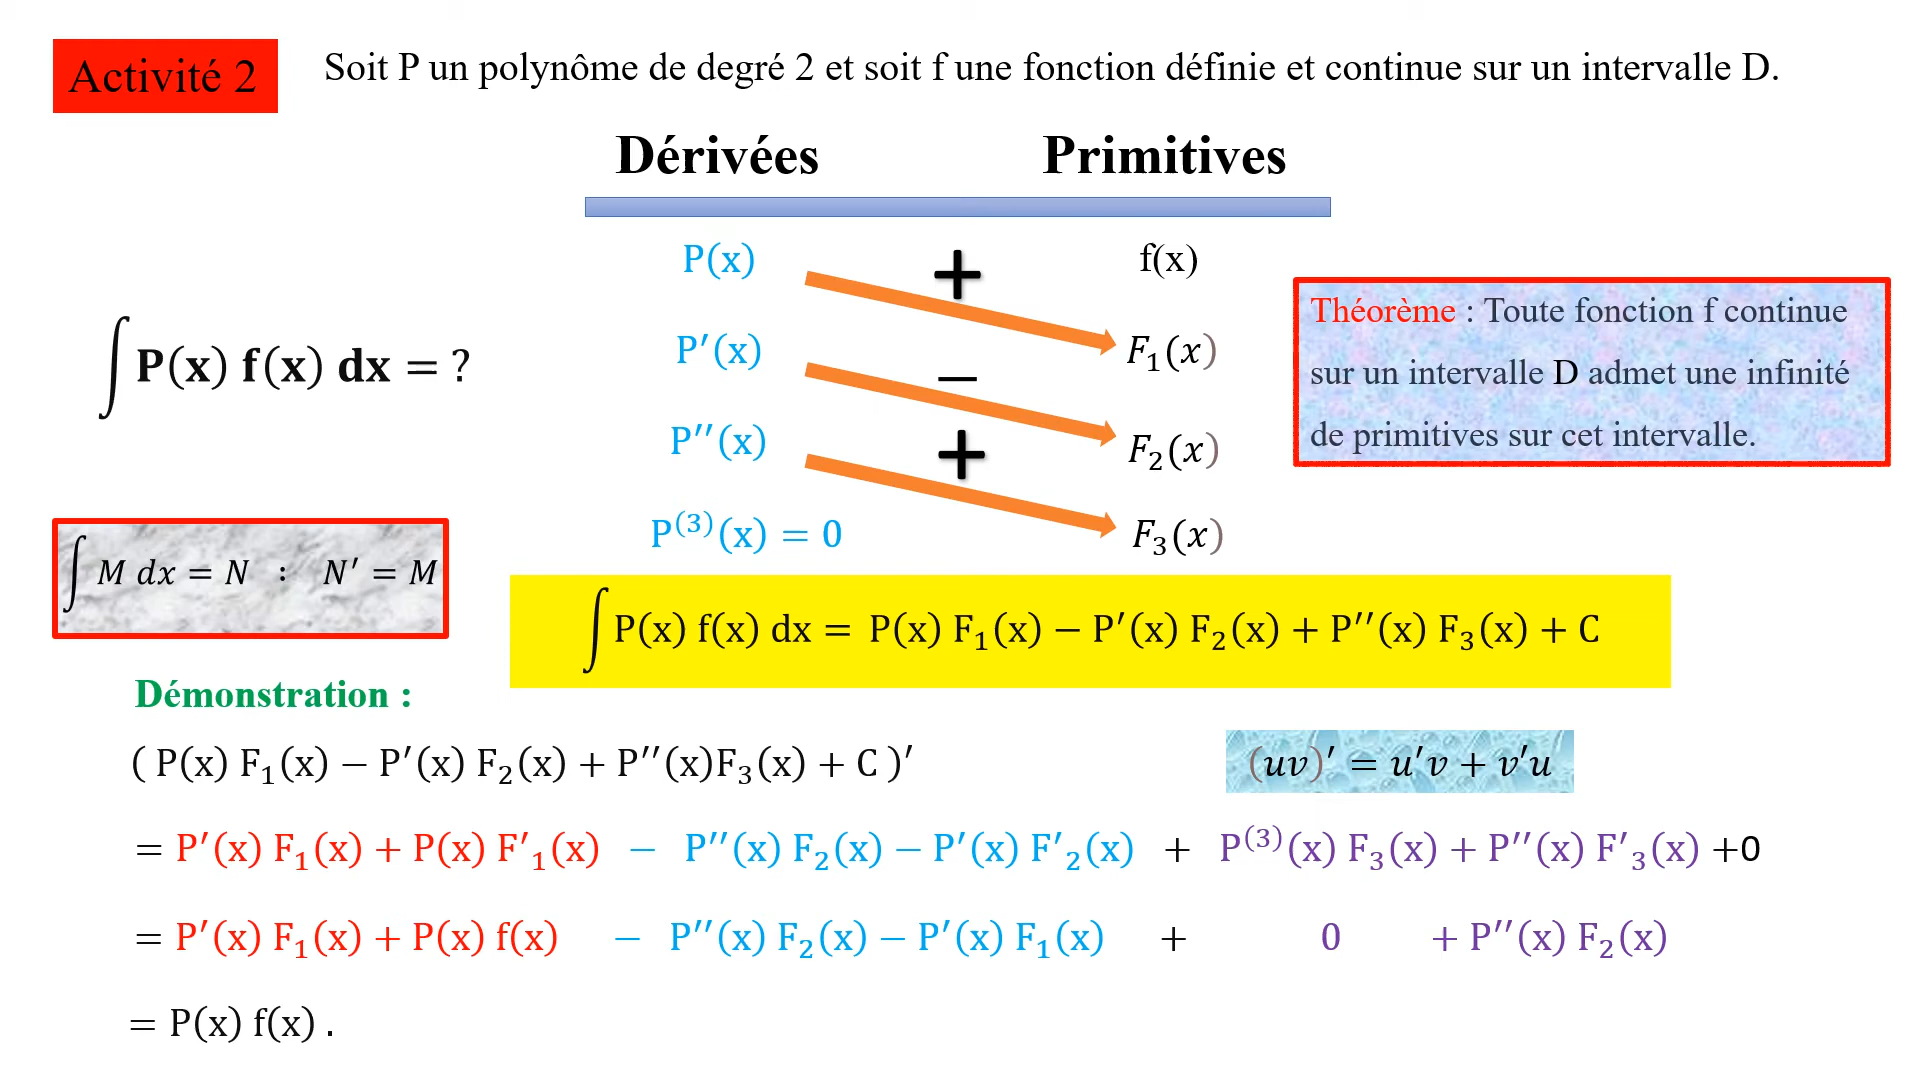 Activité 2
Soit P un polynôme de degré 2 et soit f une fonction définie et continue sur un intervalle D.
Dérivées Primitives
P(x) + f(x)
P′(x) − F₁(x)
P′′(x) + F₂(x)
P⁽³⁾(x) = 0 F₃(x)
∫ P(x) f(x) dx = ?
Théorème : Toute fonction f continue
sur un intervalle D admet une infinité
de primitives sur cet intervalle.
∫ M dx = N : N′ = M
∫ P(x) f(x) dx = P(x) F₁(x) − P′(x) F₂(x) + P′′(x) F₃(x) + C
Démonstration :
( P(x) F₁(x) − P′(x) F₂(x) + P′′(x)F₃(x) + C )′
(uv)′ = u′v + v′u
= P′(x) F₁(x) + P(x) F′₁(x) − P′′(x) F₂(x) − P′(x) F′₂(x) + P⁽³⁾(x) F₃(x) + P′′(x) F′₃(x) +0
= P′(x) F₁(x) + P(x) f(x) − P′′(x) F₂(x) − P′(x) F₁(x) + 0 + P′′(x) F₂(x)
= P(x) f(x) .